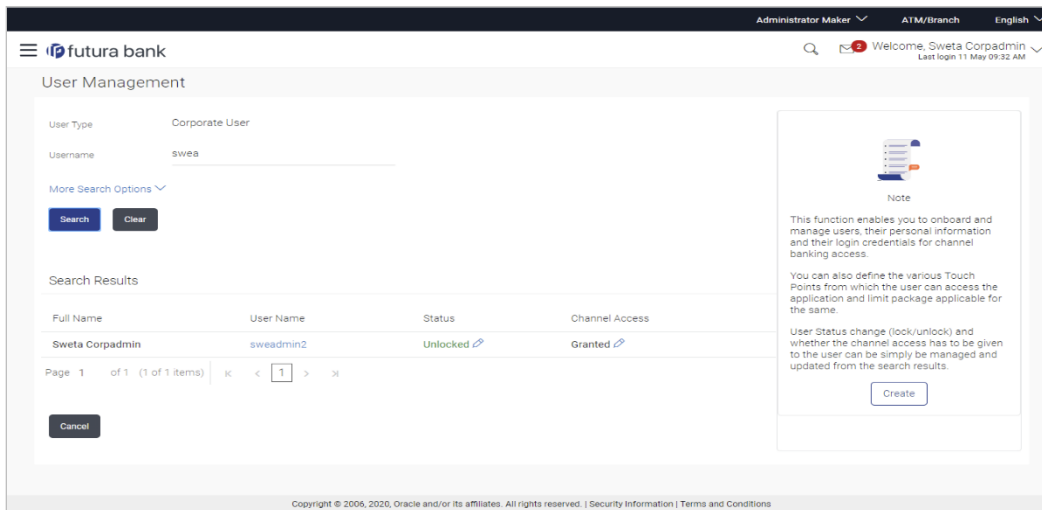 Administrator Maker ATM/Branch English
futura bank
2 Welcome, Sweta Corpadmin
Last login 11 May 09:32 AM
User Management
User Type Corporate User
Username swea
More Search Options
Search Clear
Search Results
Full Name User Name Status Channel Access
Sweta Corpadmin sweadmin2 Unlocked Granted
Page 1 of 1 (1 of 1 items) K < 1 > >|
Cancel
Note
This function enables you to onboard and
manage users, their personal information
and their login credentials for channel
banking access.
You can also define the various Touch
Points from which the user can access the
application and limit package applicable for
the same.
User Status change (lock/unlock) and
whether the channel access has to be given
to the user can be simply be managed and
updated from the search results.
Create
Copyright © 2006, 2020, Oracle and/or its affiliates. All rights reserved. | Security Information | Terms and Conditions